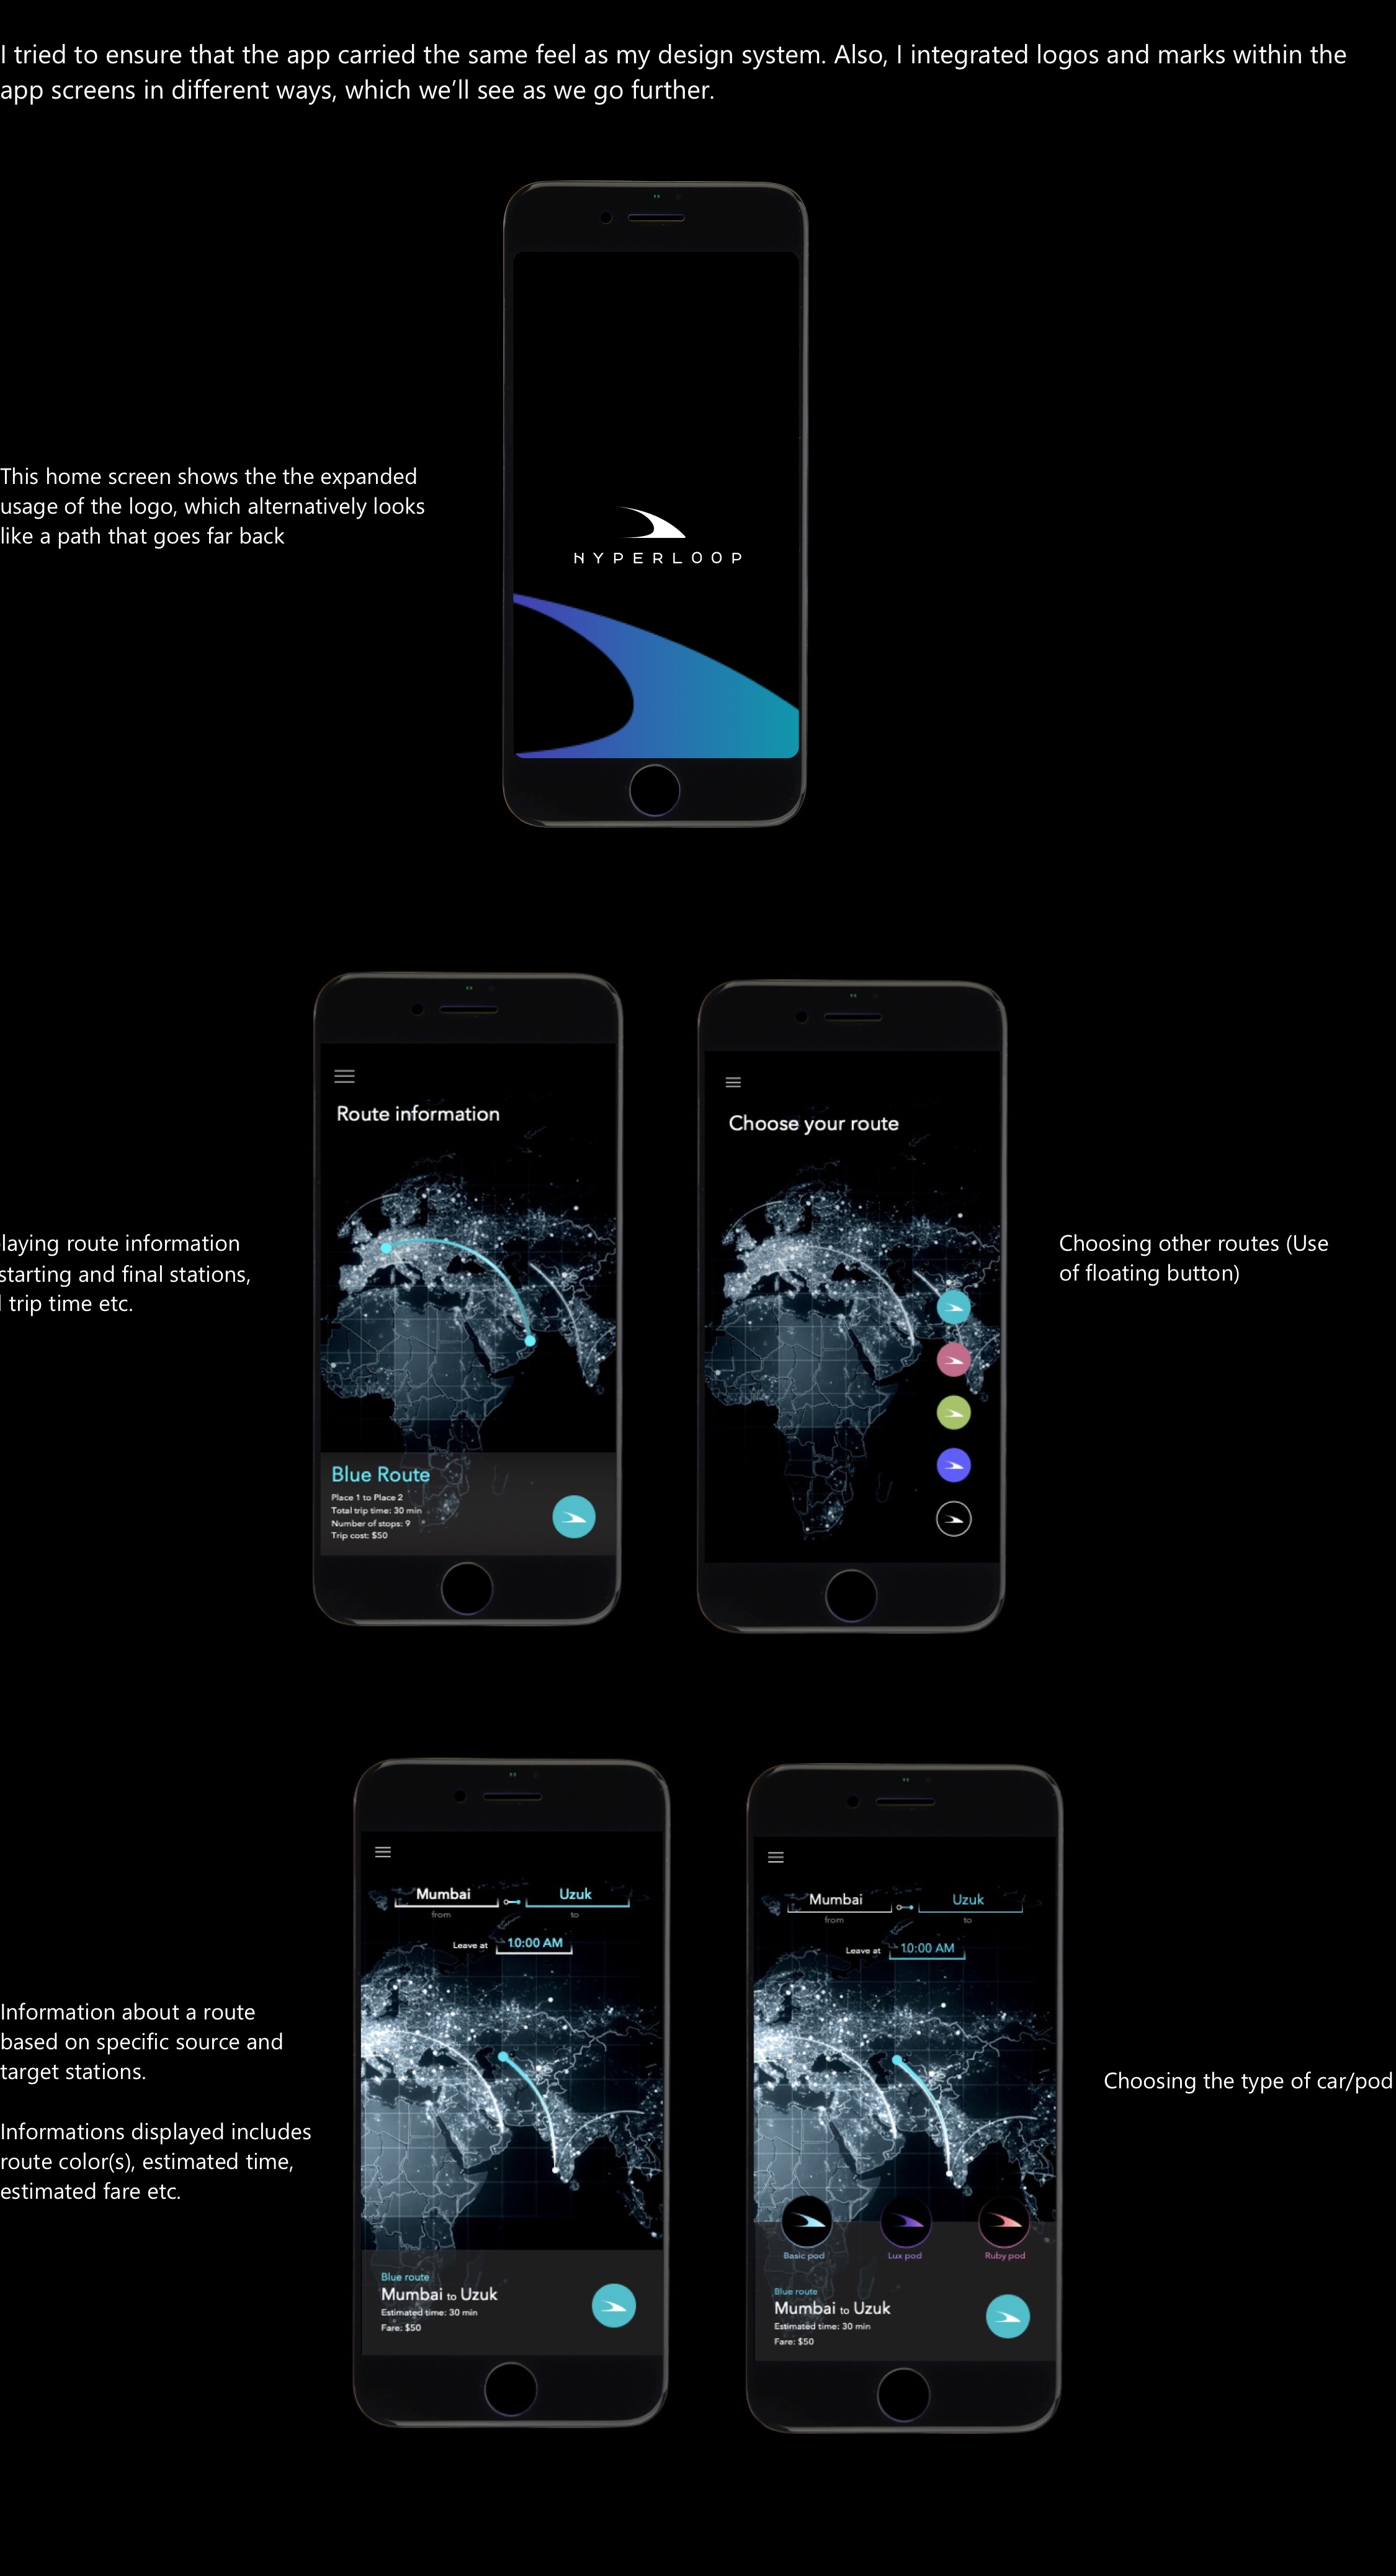 I tried to ensure that the app carried the same feel as my design system. Also, I integrated logos and marks within the
app screens in different ways, which we’ll see as we go further.
This home screen shows the the expanded
usage of the logo, which alternatively looks
like a path that goes far back
HYPERLOOP
laying route information
starting and final stations,
trip time etc.
Route information
Blue Route
Place 1 to Place 2
Total trip time: 30 min
Number of stops: 9
Trip cost: $50
Choose your route
Choosing other routes (Use
of floating button)
Information about a route
based on specific source and
target stations.
Informations displayed includes
route color(s), estimated time,
estimated fare etc.
Mumbai Uzuk
from to
Leave at 10:00 AM
Blue route
Mumbai to Uzuk
Estimated time: 30 min
Fare: $50
Mumbai Uzuk
from to
Leave at 10:00 AM
Basic pod Lux pod Ruby pod
Blue route
Mumbai to Uzuk
Estimated time: 30 min
Fare: $50
Choosing the type of car/pod